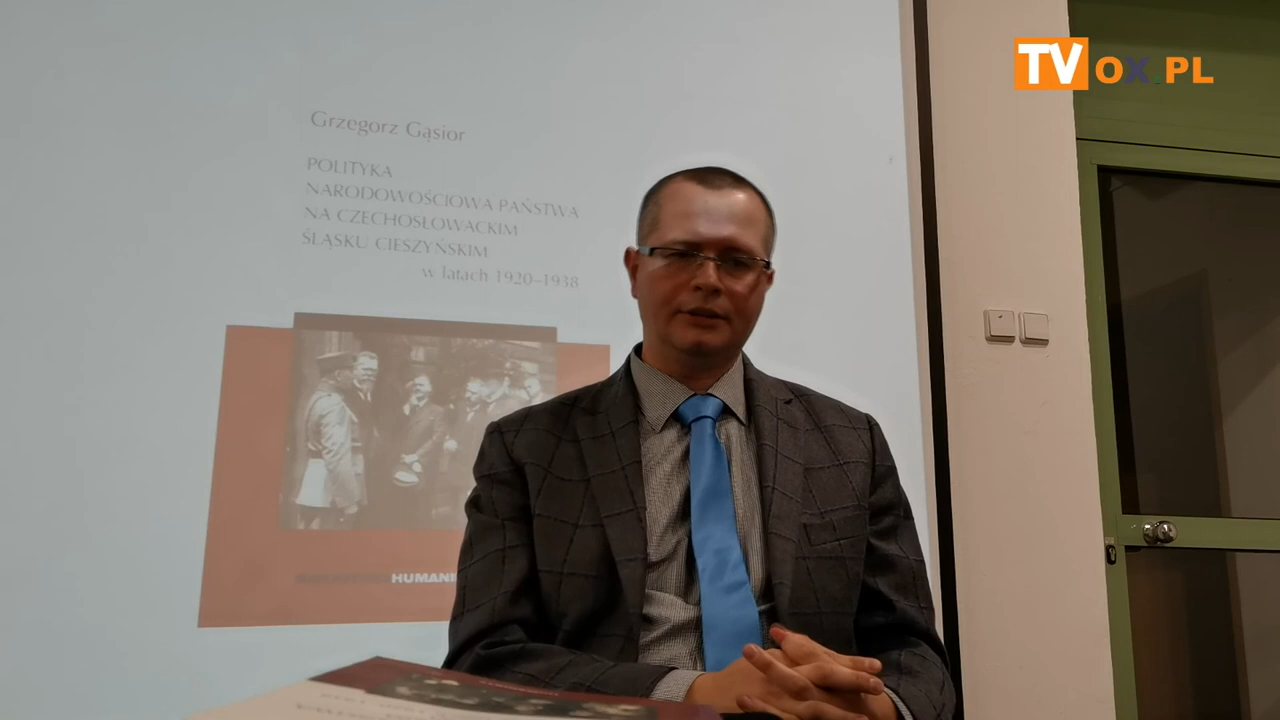 TVox.PL
Grzegorz Gąsior
POLITYKA
NARODOWOŚCIOWA PAŃSTWA
NA CZECHOSŁOWACKIM
ŚLĄSKU CIESZYŃSKIM
w latach 1920–1938
HUMANI